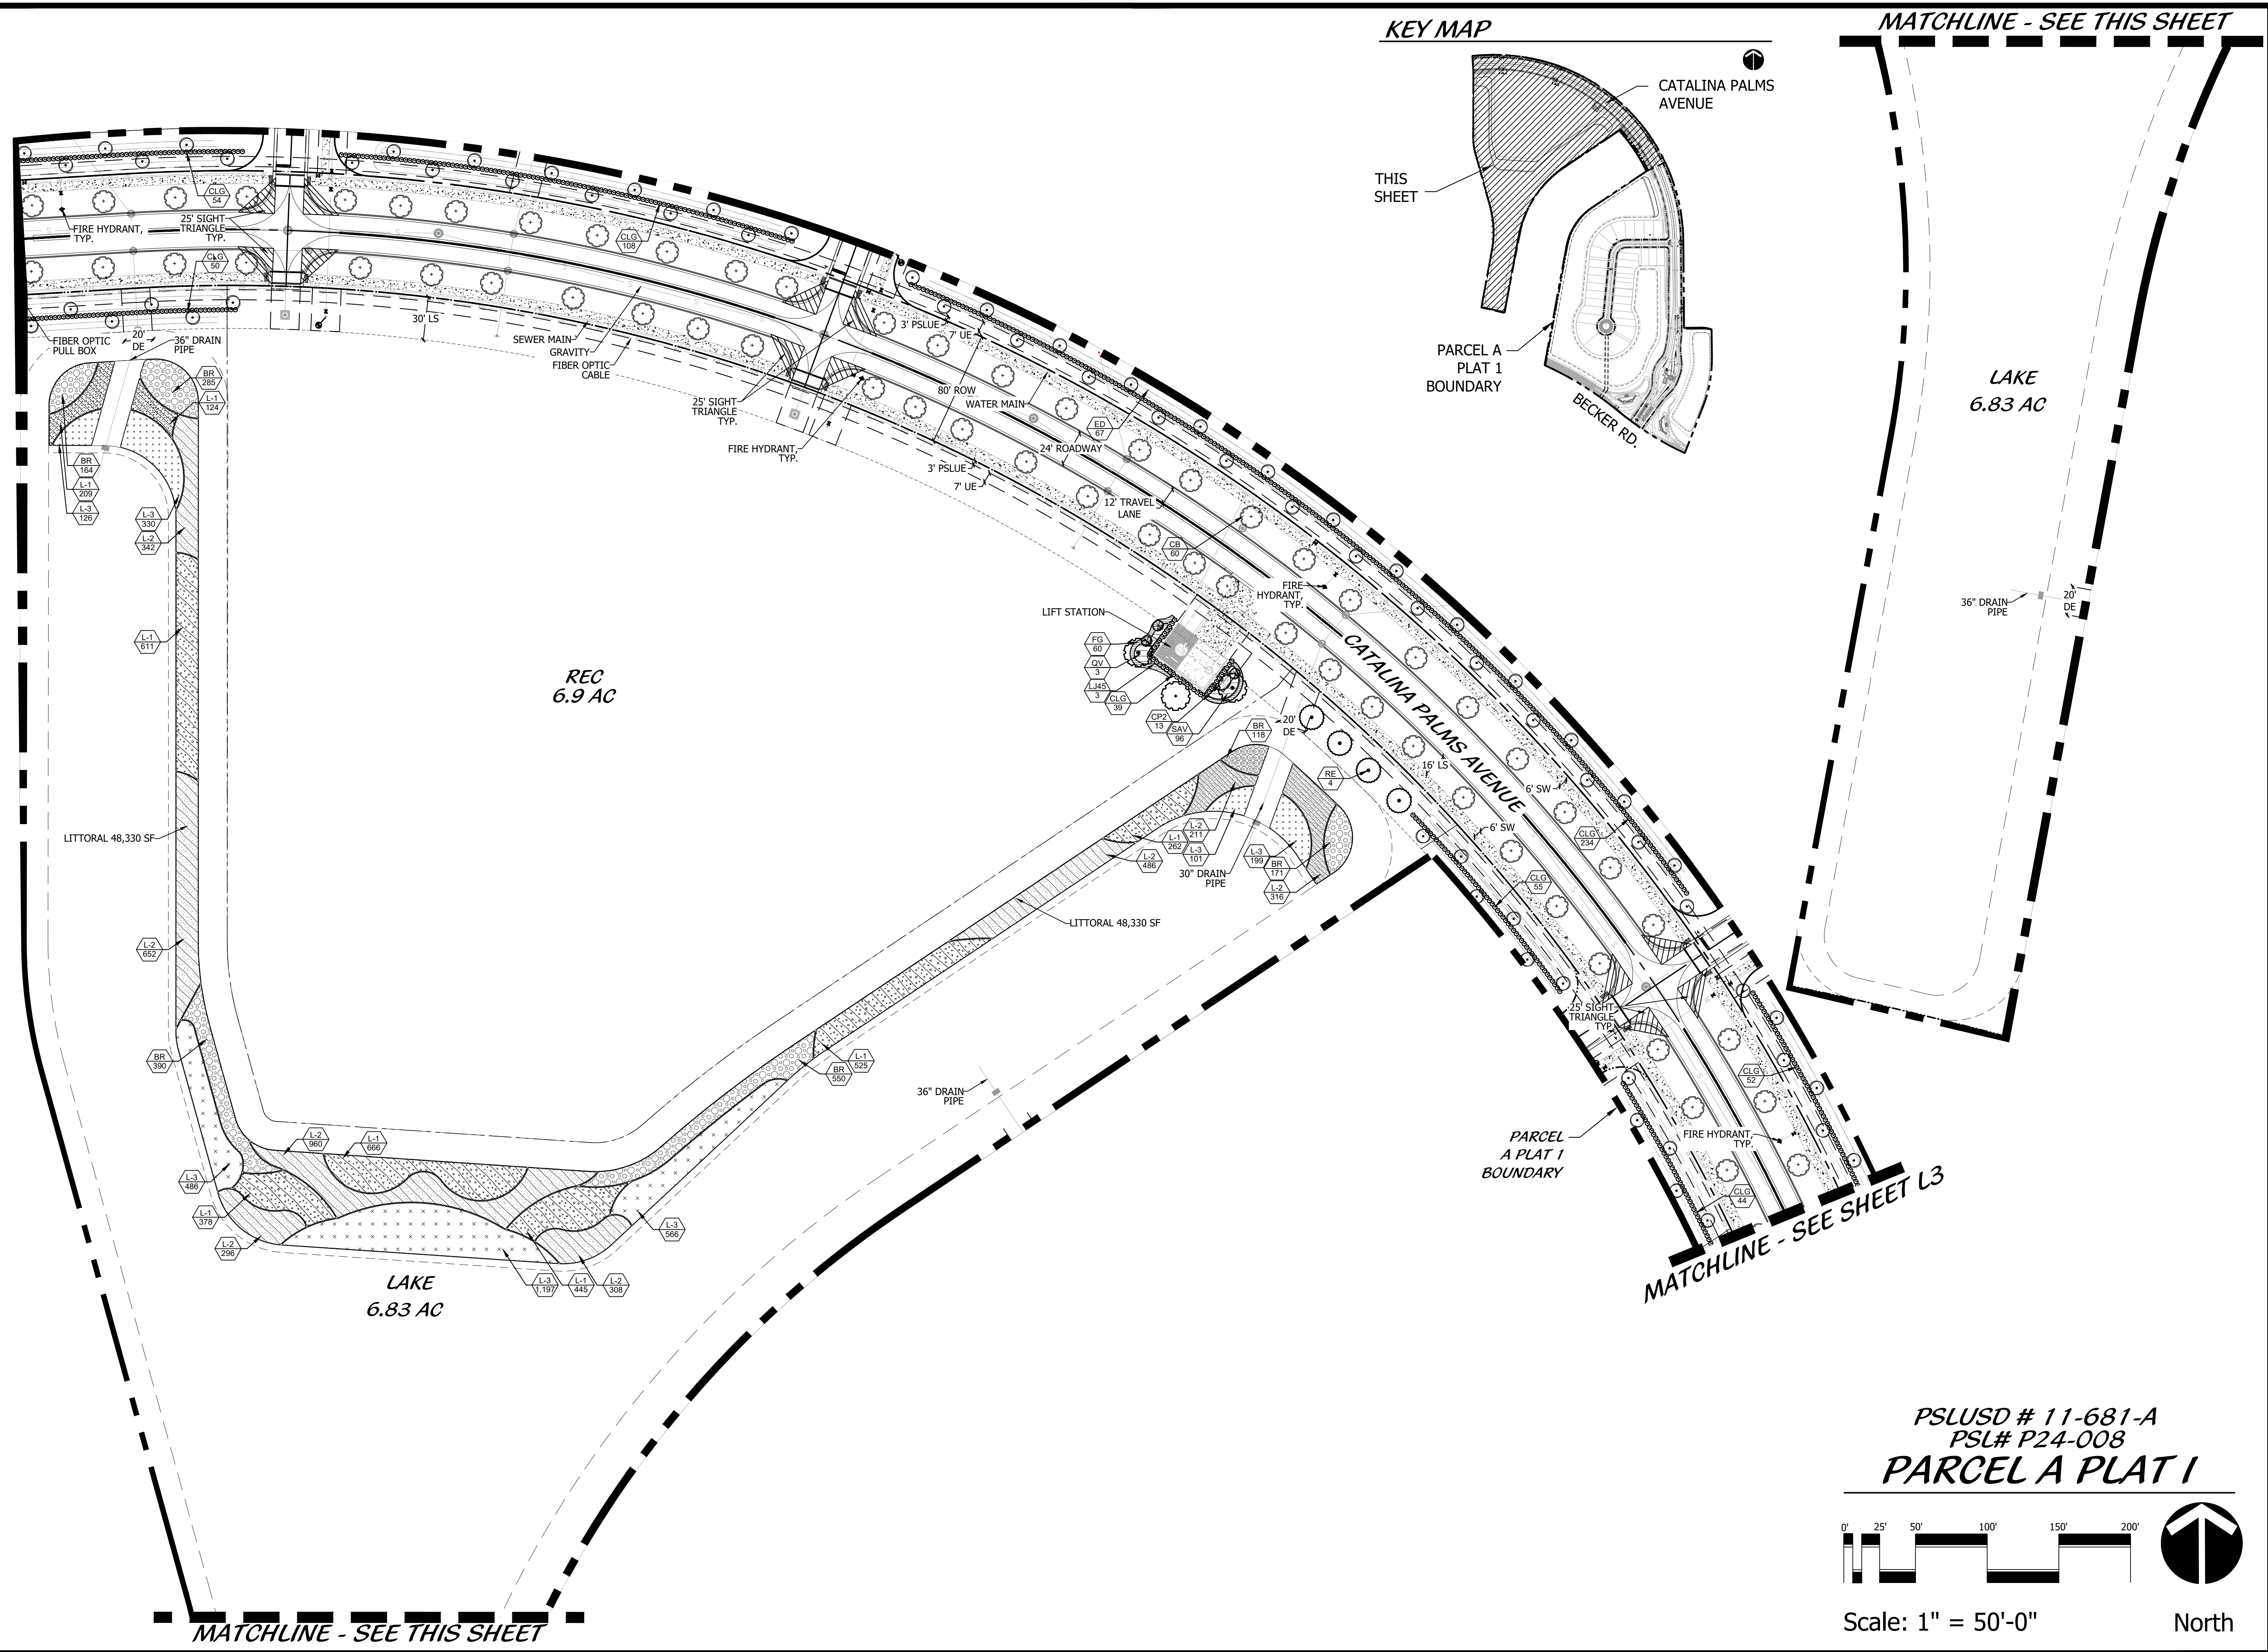 KEY MAP
MATCHLINE - SEE THIS SHEET
CATALINA PALMS
AVENUE
THIS
SHEET
PARCEL A
PLAT 1
BOUNDARY
BECKER RD.
LAKE
6.83 AC
36" DRAIN
PIPE
20'
DE
CLG
54
25' SIGHT
TRIANGLE
TYP.
FIRE HYDRANT,
TYP.
CLG
50
CLG
108
30' LS
20'
DE
36" DRAIN
PIPE
FIBER OPTIC
PULL BOX
SEWER MAIN
GRAVITY
FIBER OPTIC
CABLE
3' PSLUE
7' UE
BR
285
L-1
124
80' ROW
WATER MAIN
25' SIGHT
TRIANGLE
TYP.
ED
67
FIRE HYDRANT,
TYP.
24' ROADWAY
3' PSLUE
7' UE
BR
164
L-1
209
L-3
126
L-3
330
L-2
342
12' TRAVEL
LANE
CB
60
FIRE
HYDRANT,
TYP.
LIFT STATION
FG
60
QV
3
LJ45
3
CLG
39
CP2
13
SAV
96
L-1
611
REC
6.9 AC
CATALINA PALMS AVENUE
20'
DE
BR
118
RE
4
16' LS
6' SW
6' SW
LITTORAL 48,330 SF
L-2
211
L-1
262
L-3
101
L-2
486
30" DRAIN
PIPE
L-3
199
BR
171
L-2
316
CLG
234
CLG
55
LITTORAL 48,330 SF
L-2
652
25' SIGHT
TRIANGLE
TYP.
BR
390
L-1
525
BR
550
36" DRAIN
PIPE
CLG
52
L-2
960
L-1
666
PARCEL
A PLAT 1
BOUNDARY
FIRE HYDRANT,
TYP.
L-3
486
L-1
378
L-2
296
L-3
566
CLG
44
MATCHLINE - SEE SHEET L3
L-3
1,197
L-1
445
L-2
308
LAKE
6.83 AC
PSLUSD # 11-681-A
PSL# P24-008
PARCEL A PLAT 1
0' 25' 50' 100' 150' 200'
Scale: 1" = 50'-0"
North
MATCHLINE - SEE THIS SHEET